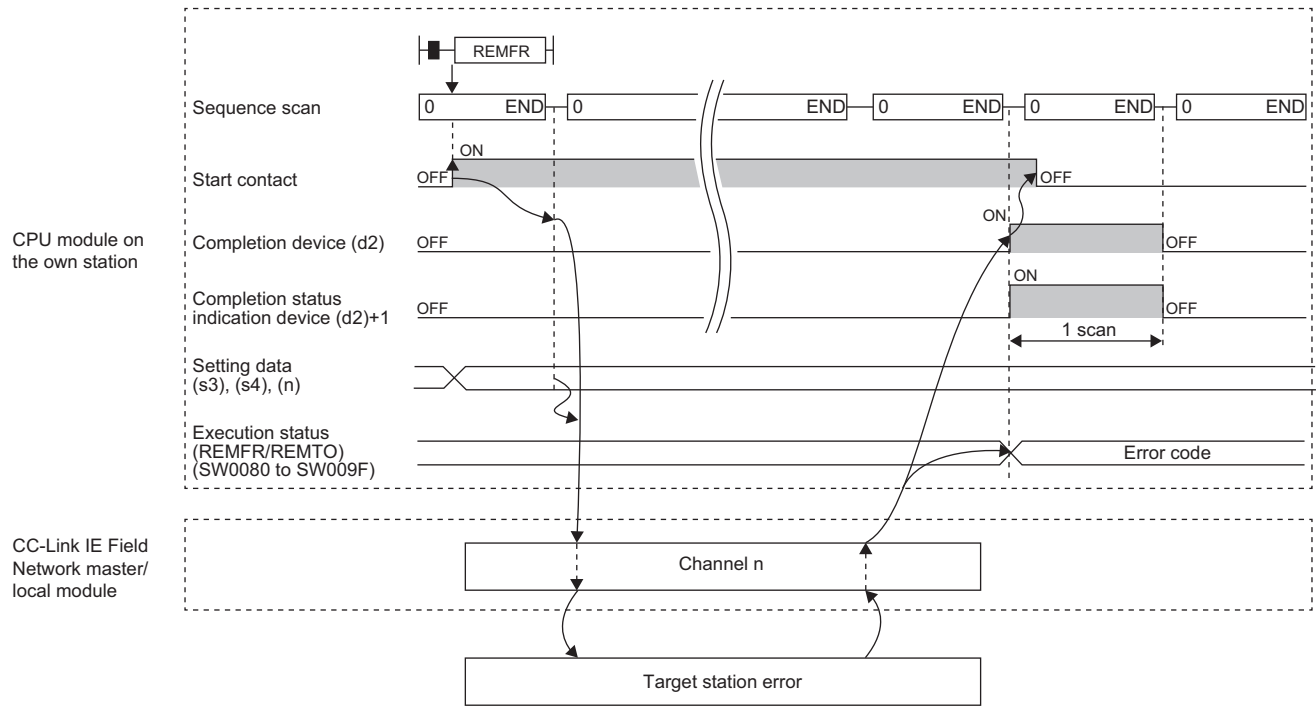 REMFR
Sequence scan
0 END 0 END 0 END 0 END 0 END
ON
Start contact
OFF
OFF
CPU module on
the own station
Completion device (d2)
OFF
ON
OFF
Completion status
indication device (d2)+1
OFF
ON
OFF
1 scan
Setting data
(s3), (s4), (n)
Execution status
(REMFR/REMTO)
(SW0080 to SW009F)
Error code
CC-Link IE Field
Network master/
local module
Channel n
Target station error